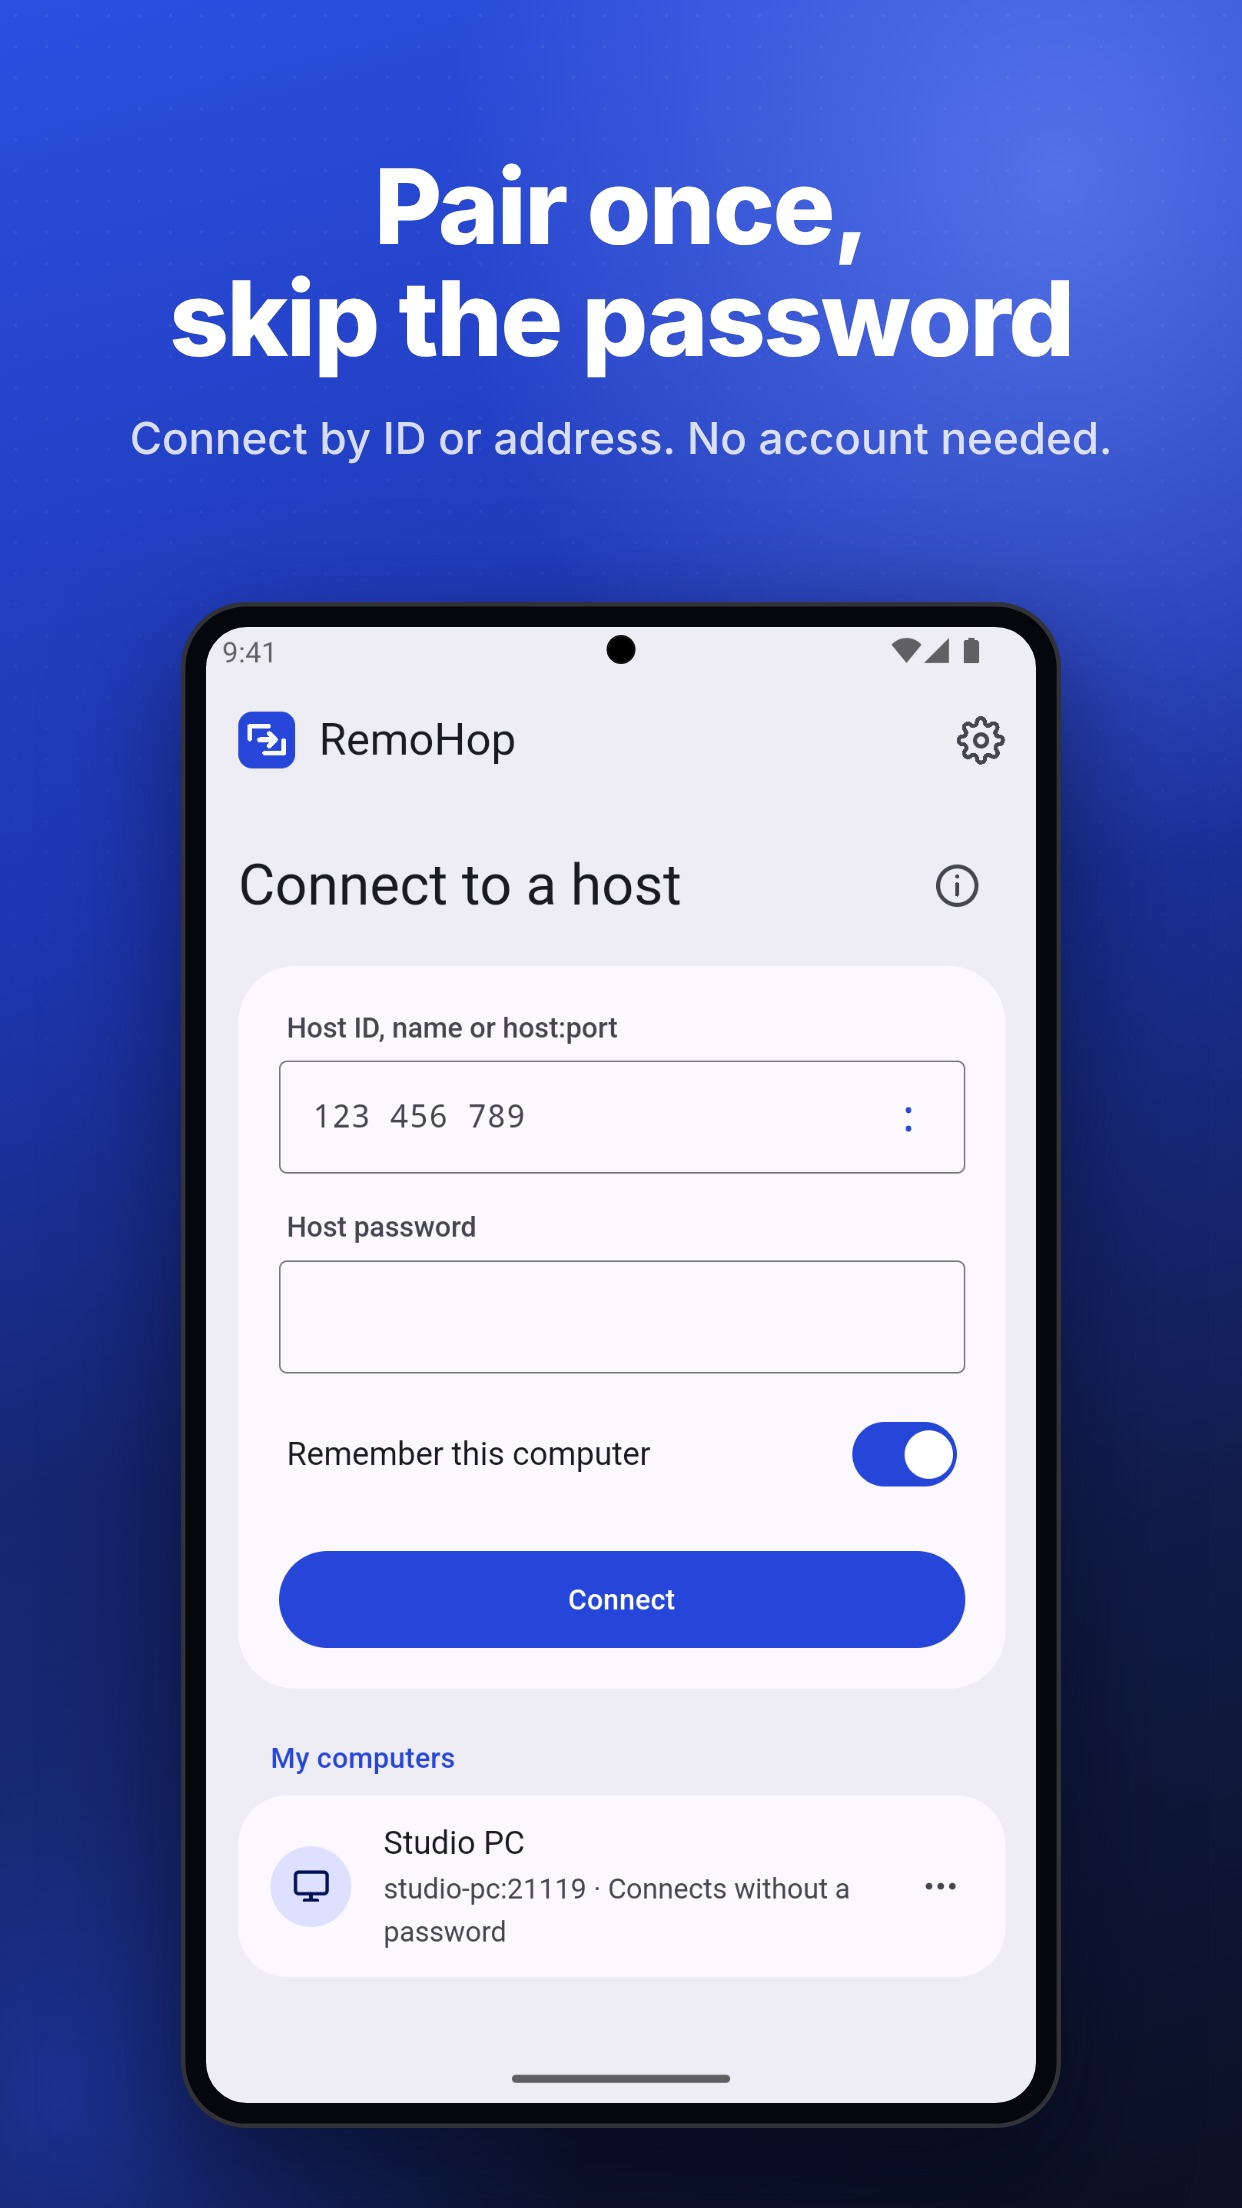 Pair once,
skip the password
Connect by ID or address. No account needed.
9:41
RemoHop
Connect to a host
Host ID, name or host:port
123 456 789
:
Host password
Remember this computer
Connect
My computers
Studio PC
studio-pc:21119 · Connects without a
password